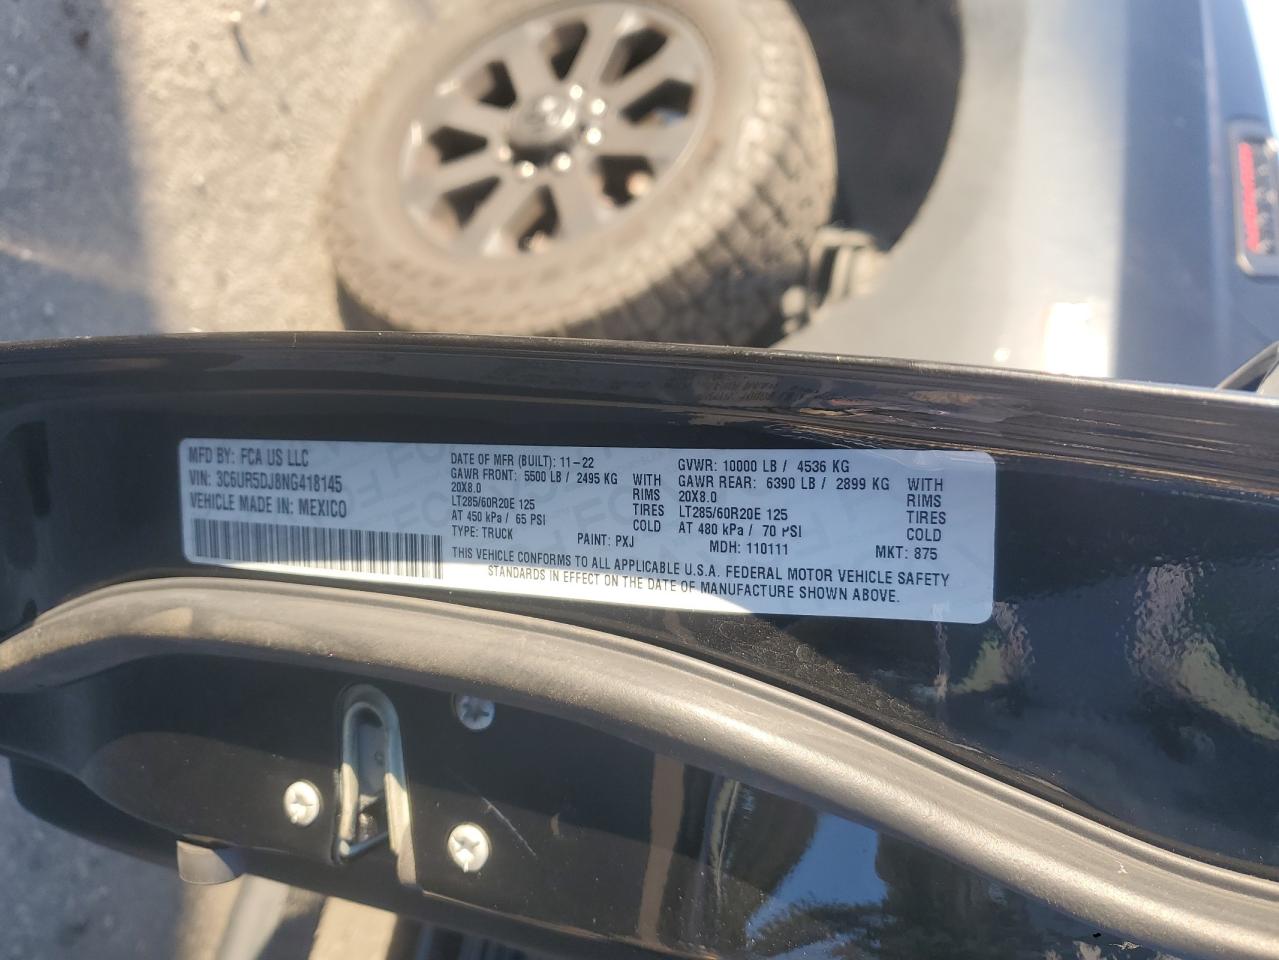 MFD BY: FCA US LLC
VIN: 3C6UR5DJ8NG418145
VEHICLE MADE IN: MEXICO
DATE OF MFR (BUILT): 11-22
GAWR FRONT: 5500 LB / 2495 KG WITH
20X8.0 RIMS
LT285/60R20E 125 TIRES
AT 450 kPa / 65 PSI COLD
TYPE: TRUCK PAINT: PXJ
GVWR: 10000 LB / 4536 KG
GAWR REAR: 6390 LB / 2899 KG WITH
20X8.0 RIMS
LT285/60R20E 125 TIRES
AT 480 kPa / 70 PSI COLD
MDH: 110111 MKT: 875
THIS VEHICLE CONFORMS TO ALL APPLICABLE U.S.A. FEDERAL MOTOR VEHICLE SAFETY
STANDARDS IN EFFECT ON THE DATE OF MANUFACTURE SHOWN ABOVE.